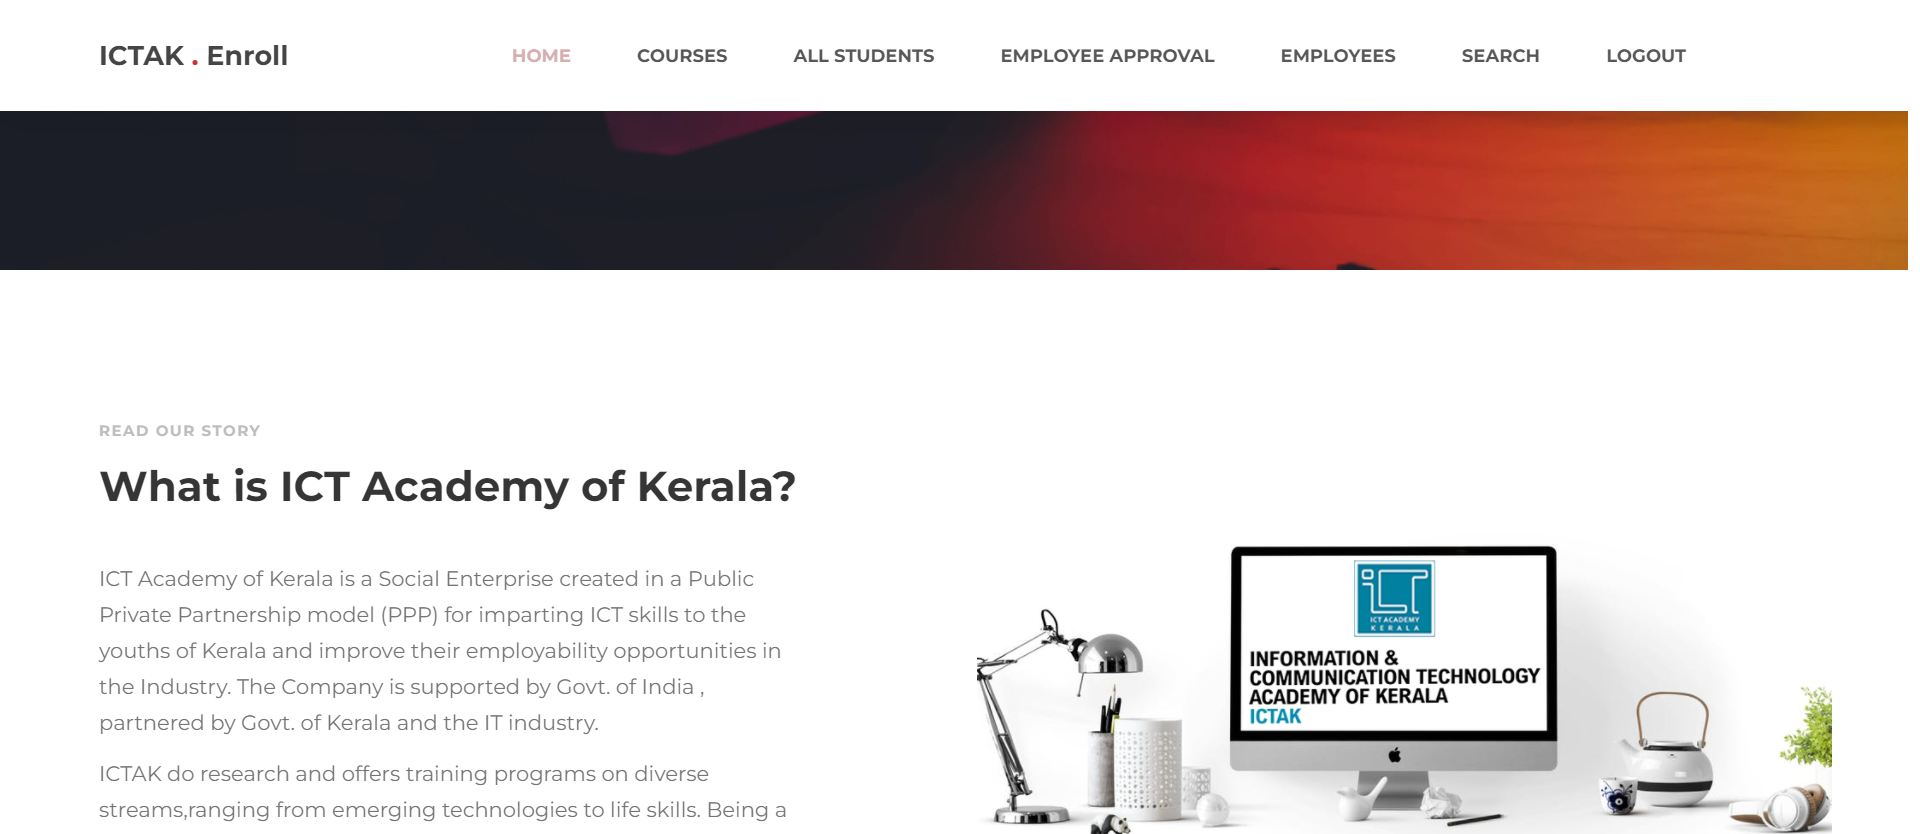 ICTAK . Enroll
HOME
COURSES
ALL STUDENTS
EMPLOYEE APPROVAL
EMPLOYEES
SEARCH
LOGOUT
READ OUR STORY
What is ICT Academy of Kerala?
ICT Academy of Kerala is a Social Enterprise created in a Public
Private Partnership model (PPP) for imparting ICT skills to the
youths of Kerala and improve their employability opportunities in
the Industry. The Company is supported by Govt. of India ,
partnered by Govt. of Kerala and the IT industry.
ICTAK do research and offers training programs on diverse
streams,ranging from emerging technologies to life skills. Being a
ICT
ICT ACADEMY
KERALA
INFORMATION &
COMMUNICATION TECHNOLOGY
ACADEMY OF KERALA
ICTAK